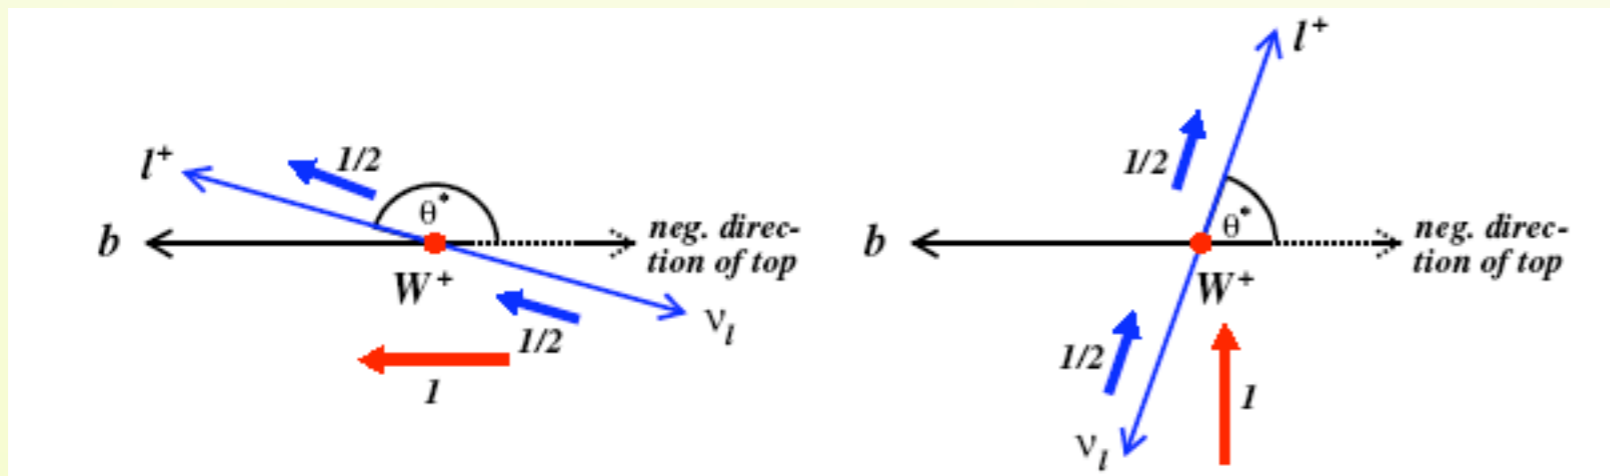 l⁺
1/2
θ*
b
neg. direc-
tion of top
W⁺
ν_l
1/2
1
l⁺
1/2
θ*
b
neg. direc-
tion of top
W⁺
1/2
1
ν_l